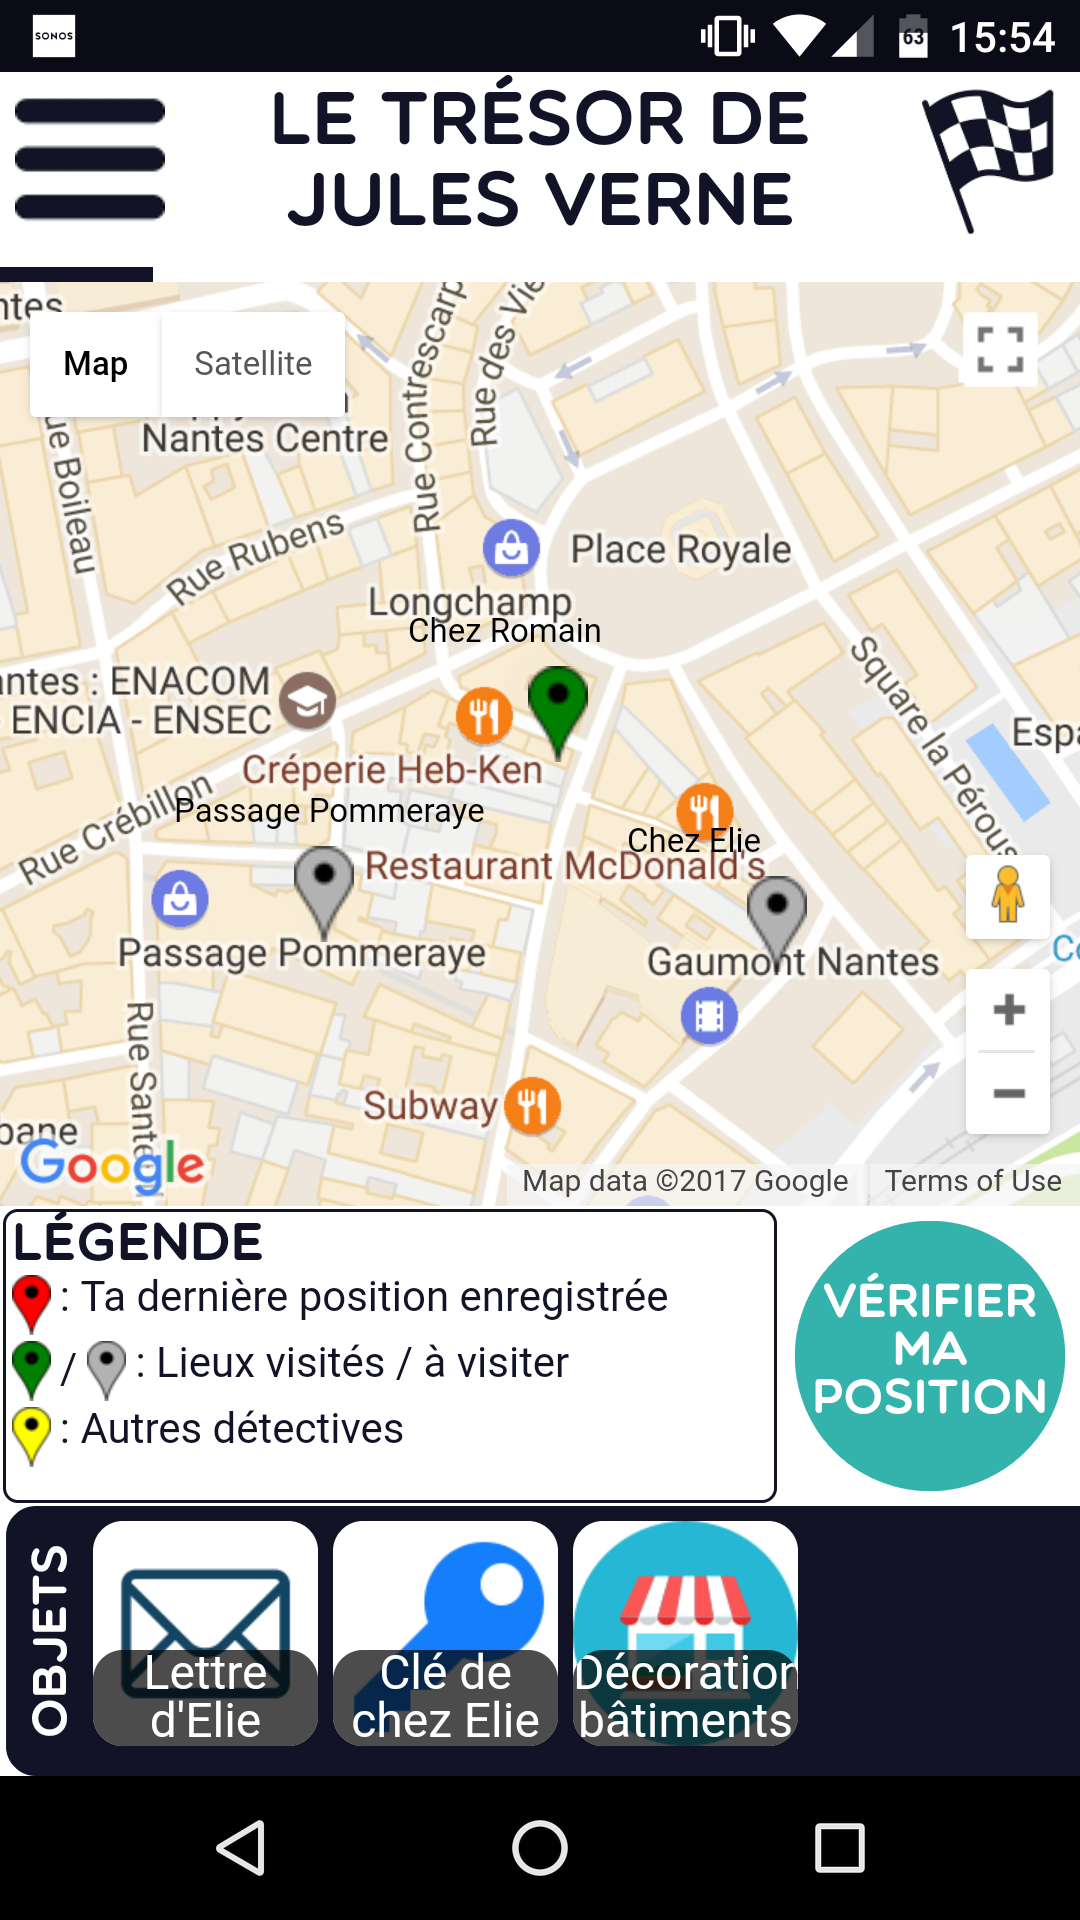 SONOS
63
15:54
LE TRÉSOR DE
JULES VERNE
ntes
Map
Satellite
Nantes Centre
Rue Contrescarp
Rue des Vie
ue Boileau
Rue Rubens
Place Royale
Longchamp
Chez Romain
antes : ENACOM
- ENCIA - ENSEC
Square la Pérous
Espa
Créperie Heb-Ken
Rue Crébillon
Passage Pommeraye
Chez Elie
Restaurant McDonald's
Passage Pommeraye
Gaumont Nantes
Co
Rue Sante
Subway
bane
Google
Map data ©2017 Google
Terms of Use
LÉGENDE
: Ta dernière position enregistrée
/ : Lieux visités / à visiter
: Autres détectives
VÉRIFIER
MA
POSITION
OBJETS
Lettre
d'Elie
Clé de
chez Elie
Décoration
bâtiments